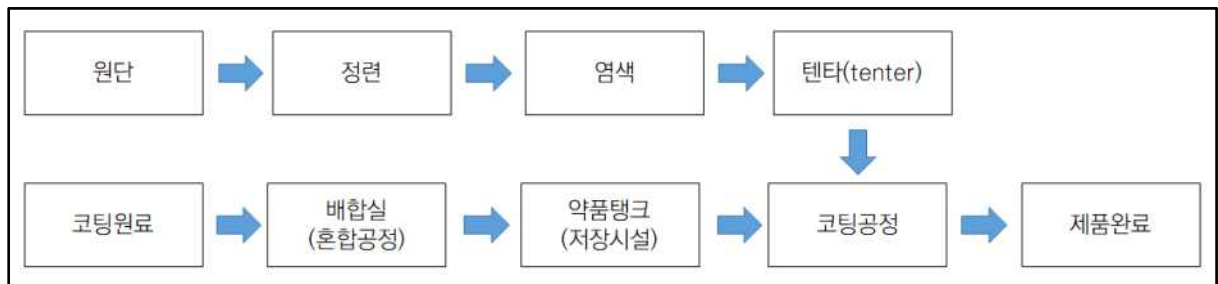 원단
정련
염색
텐타(tenter)
코팅원료
배합실
(혼합공정)
약품탱크
(저장시설)
코팅공정
제품완료